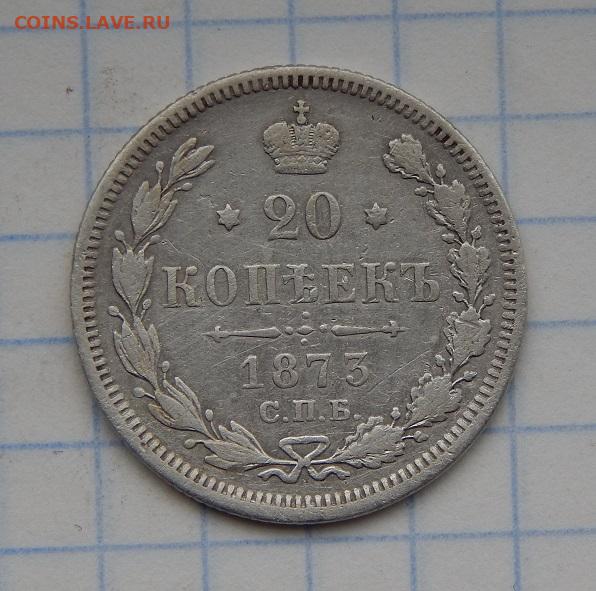 COINS.LAVE.RU
20
КОПѢЕКЪ
1873
С.П.Б.